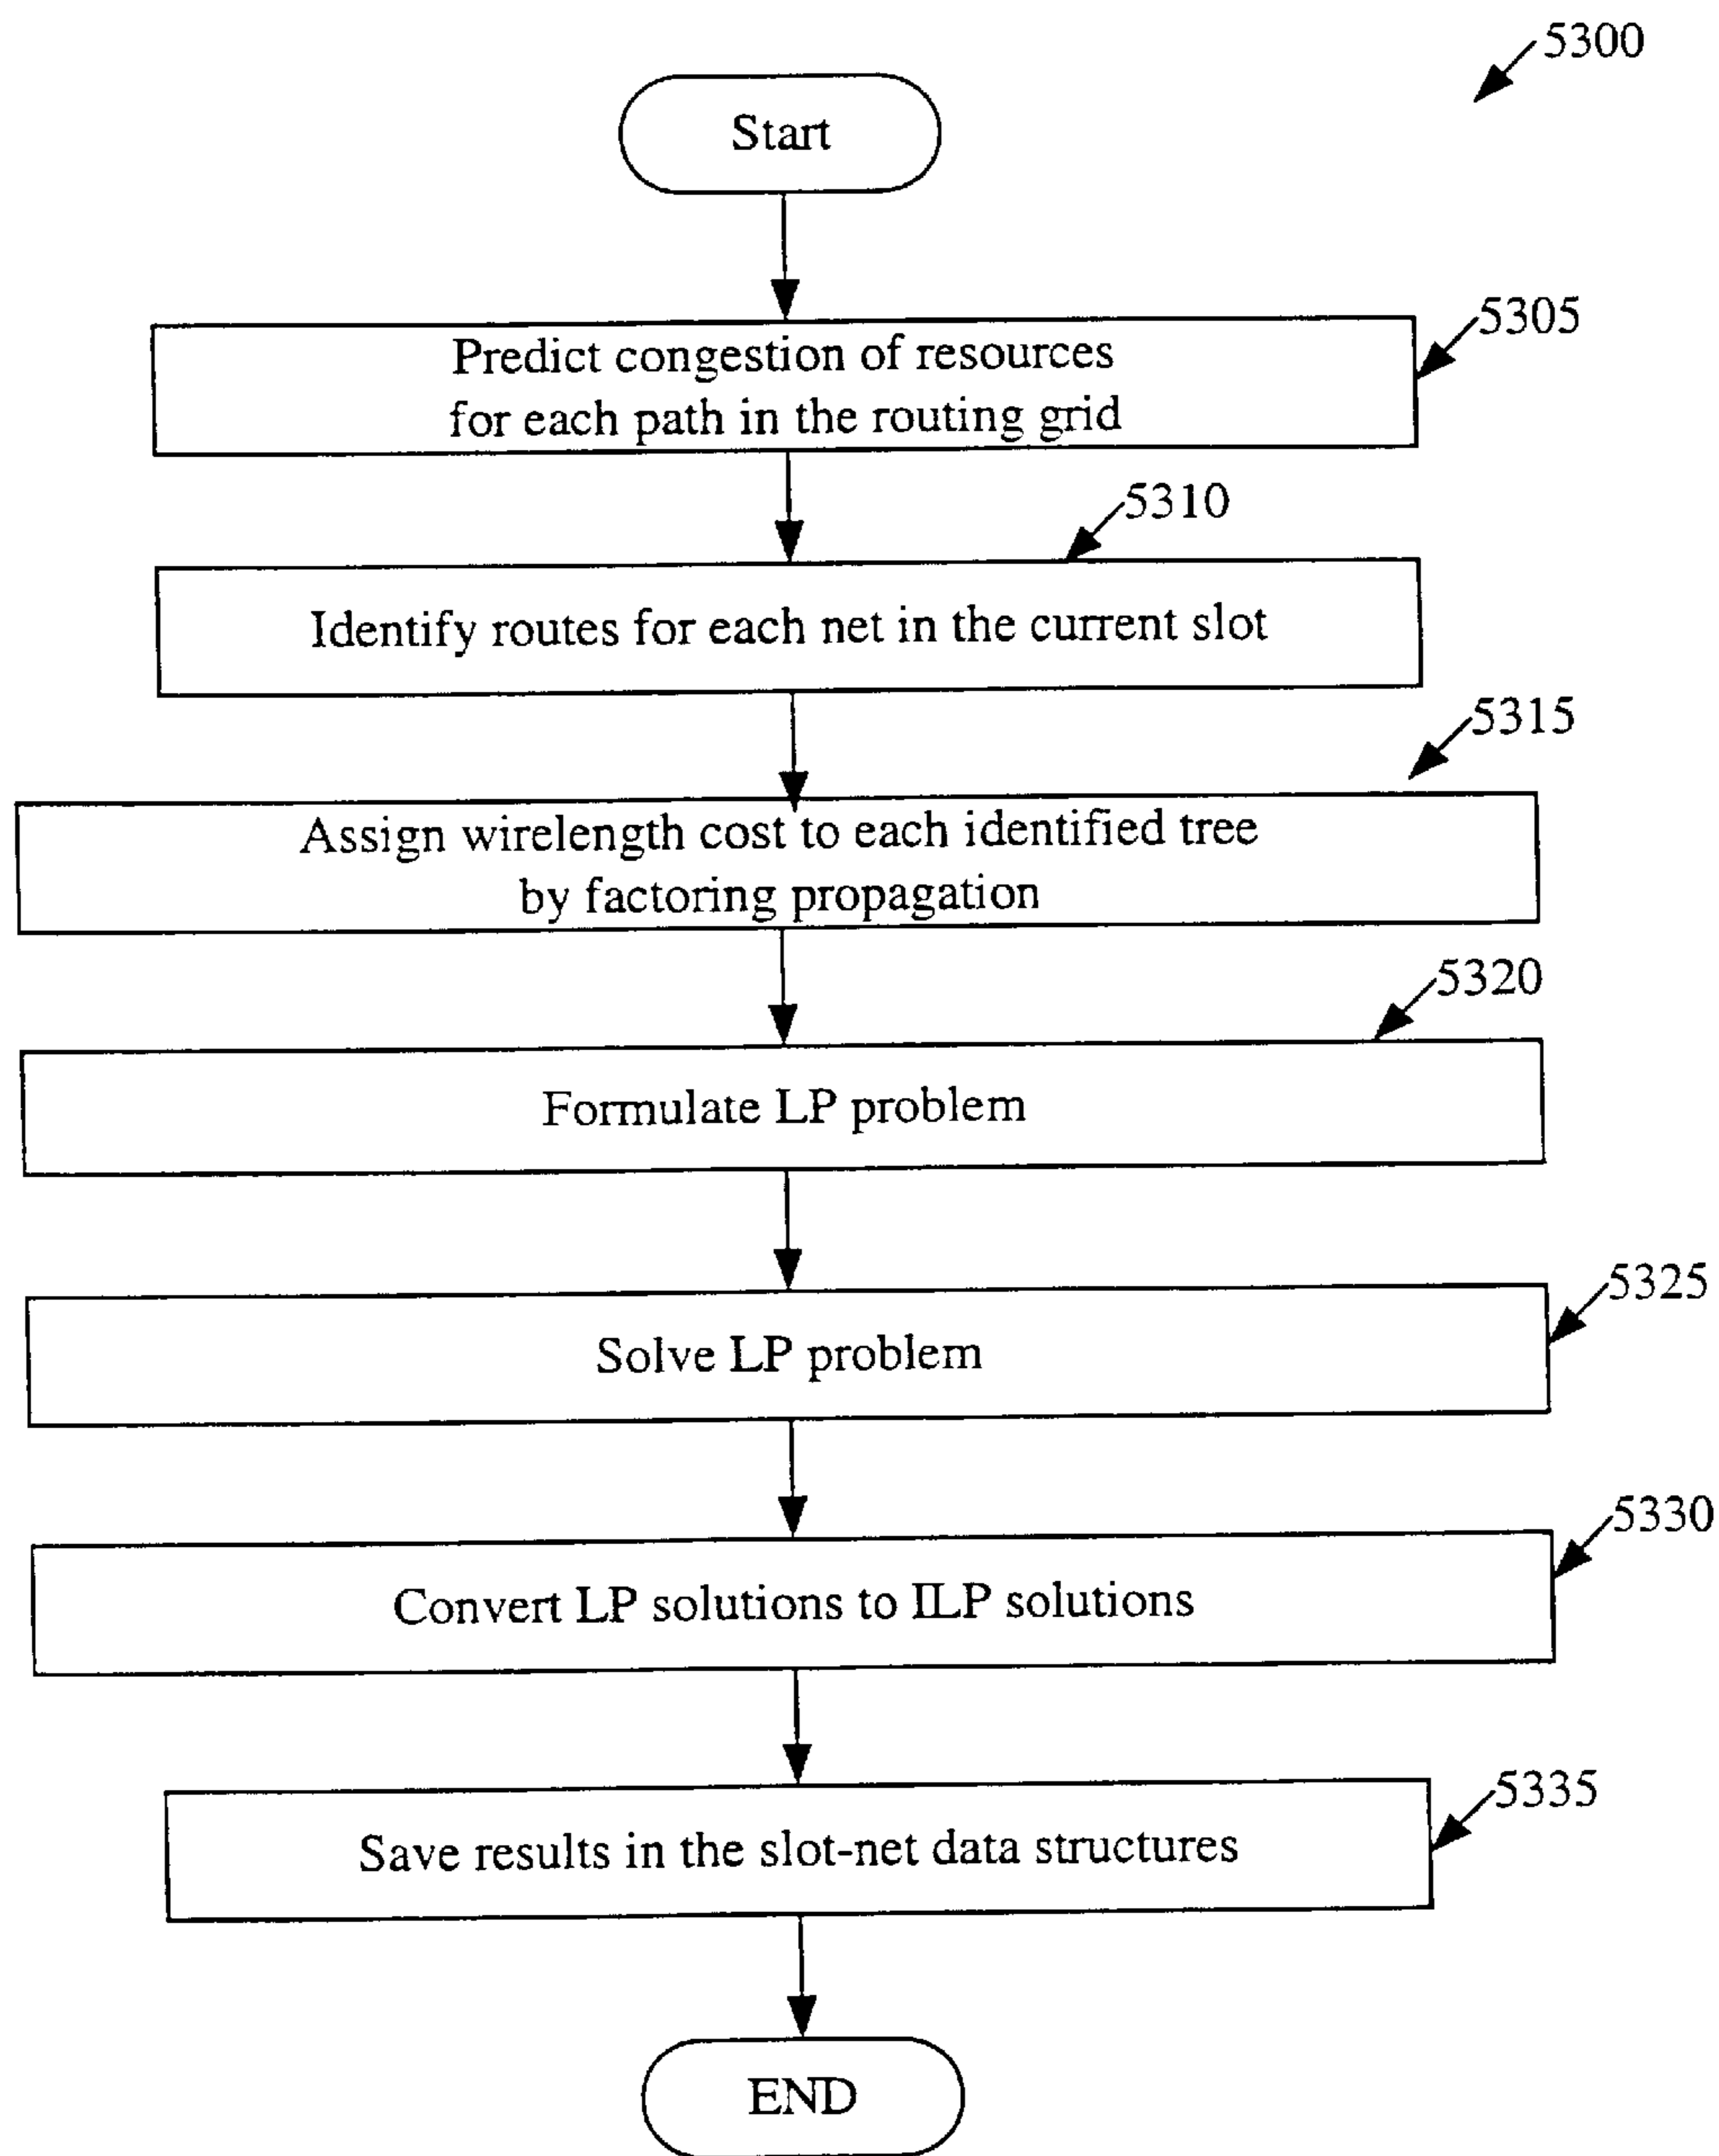 5300
Start
5305
Predict congestion of resources
for each path in the routing grid
5310
Identify routes for each net in the current slot
5315
Assign wirelength cost to each identified tree
by factoring propagation
5320
Formulate LP problem
5325
Solve LP problem
5330
Convert LP solutions to ILP solutions
5335
Save results in the slot-net data structures
END